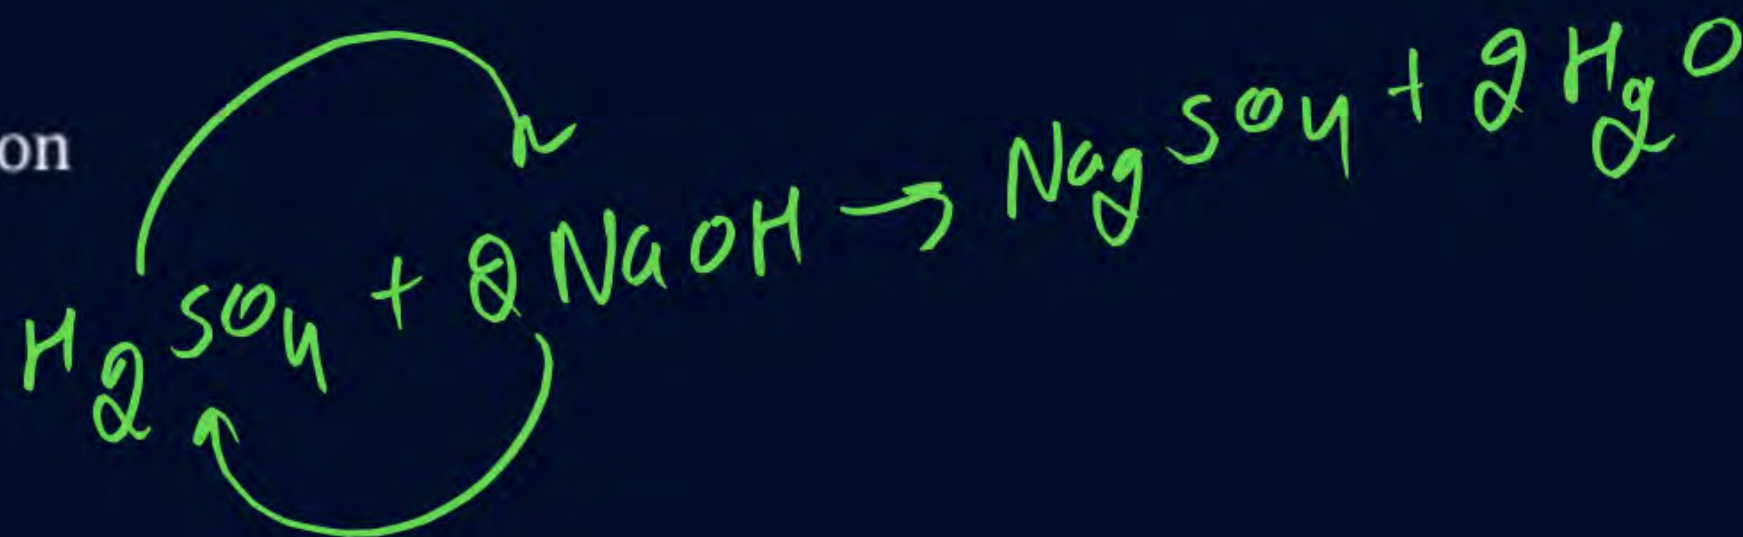 on
H₂SO₄ + 2NaOH → Na₂SO₄ + 2H₂O